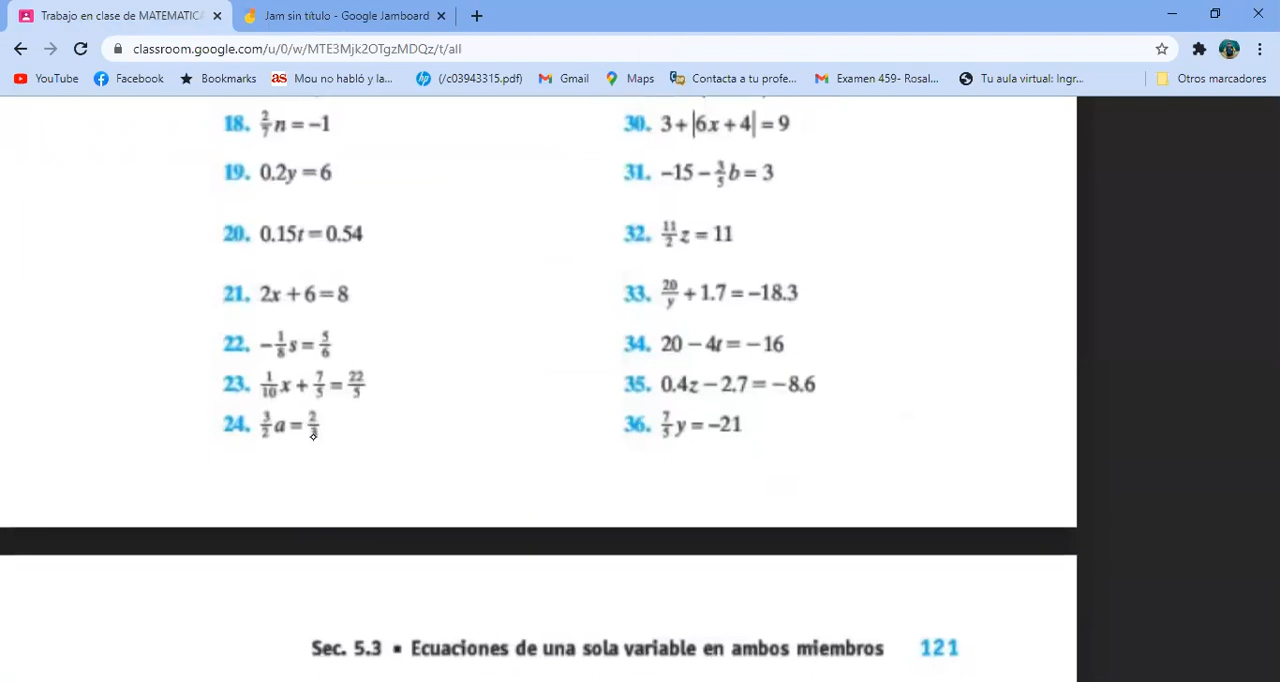 Trabajo en clase de MATEMATICA
Jam sin título - Google Jamboard
classroom.google.com/u/0/w/MTE3Mjk2OTgzMDQz/t/all
YouTube
Facebook
Bookmarks
Mou no habló y la...
(/c03943315.pdf)
Gmail
Maps
Contacta a tu profe...
Examen 459- Rosal...
Tu aula virtual: Ingr...
Otros marcadores
18. 2/7 n = -1
19. 0.2y = 6
20. 0.15t = 0.54
21. 2x + 6 = 8
22. -1/8 s = 5/6
23. 1/10 x + 7/5 = 22/5
24. 3/2 a = 2/3
30. 3 + |6x + 4| = 9
31. -15 - 3/5 b = 3
32. 11/2 z = 11
33. 20/y + 1.7 = -18.3
34. 20 - 4t = -16
35. 0.4z - 2.7 = -8.6
36. 7/5 y = -21
Sec. 5.3 ▪ Ecuaciones de una sola variable en ambos miembros 121